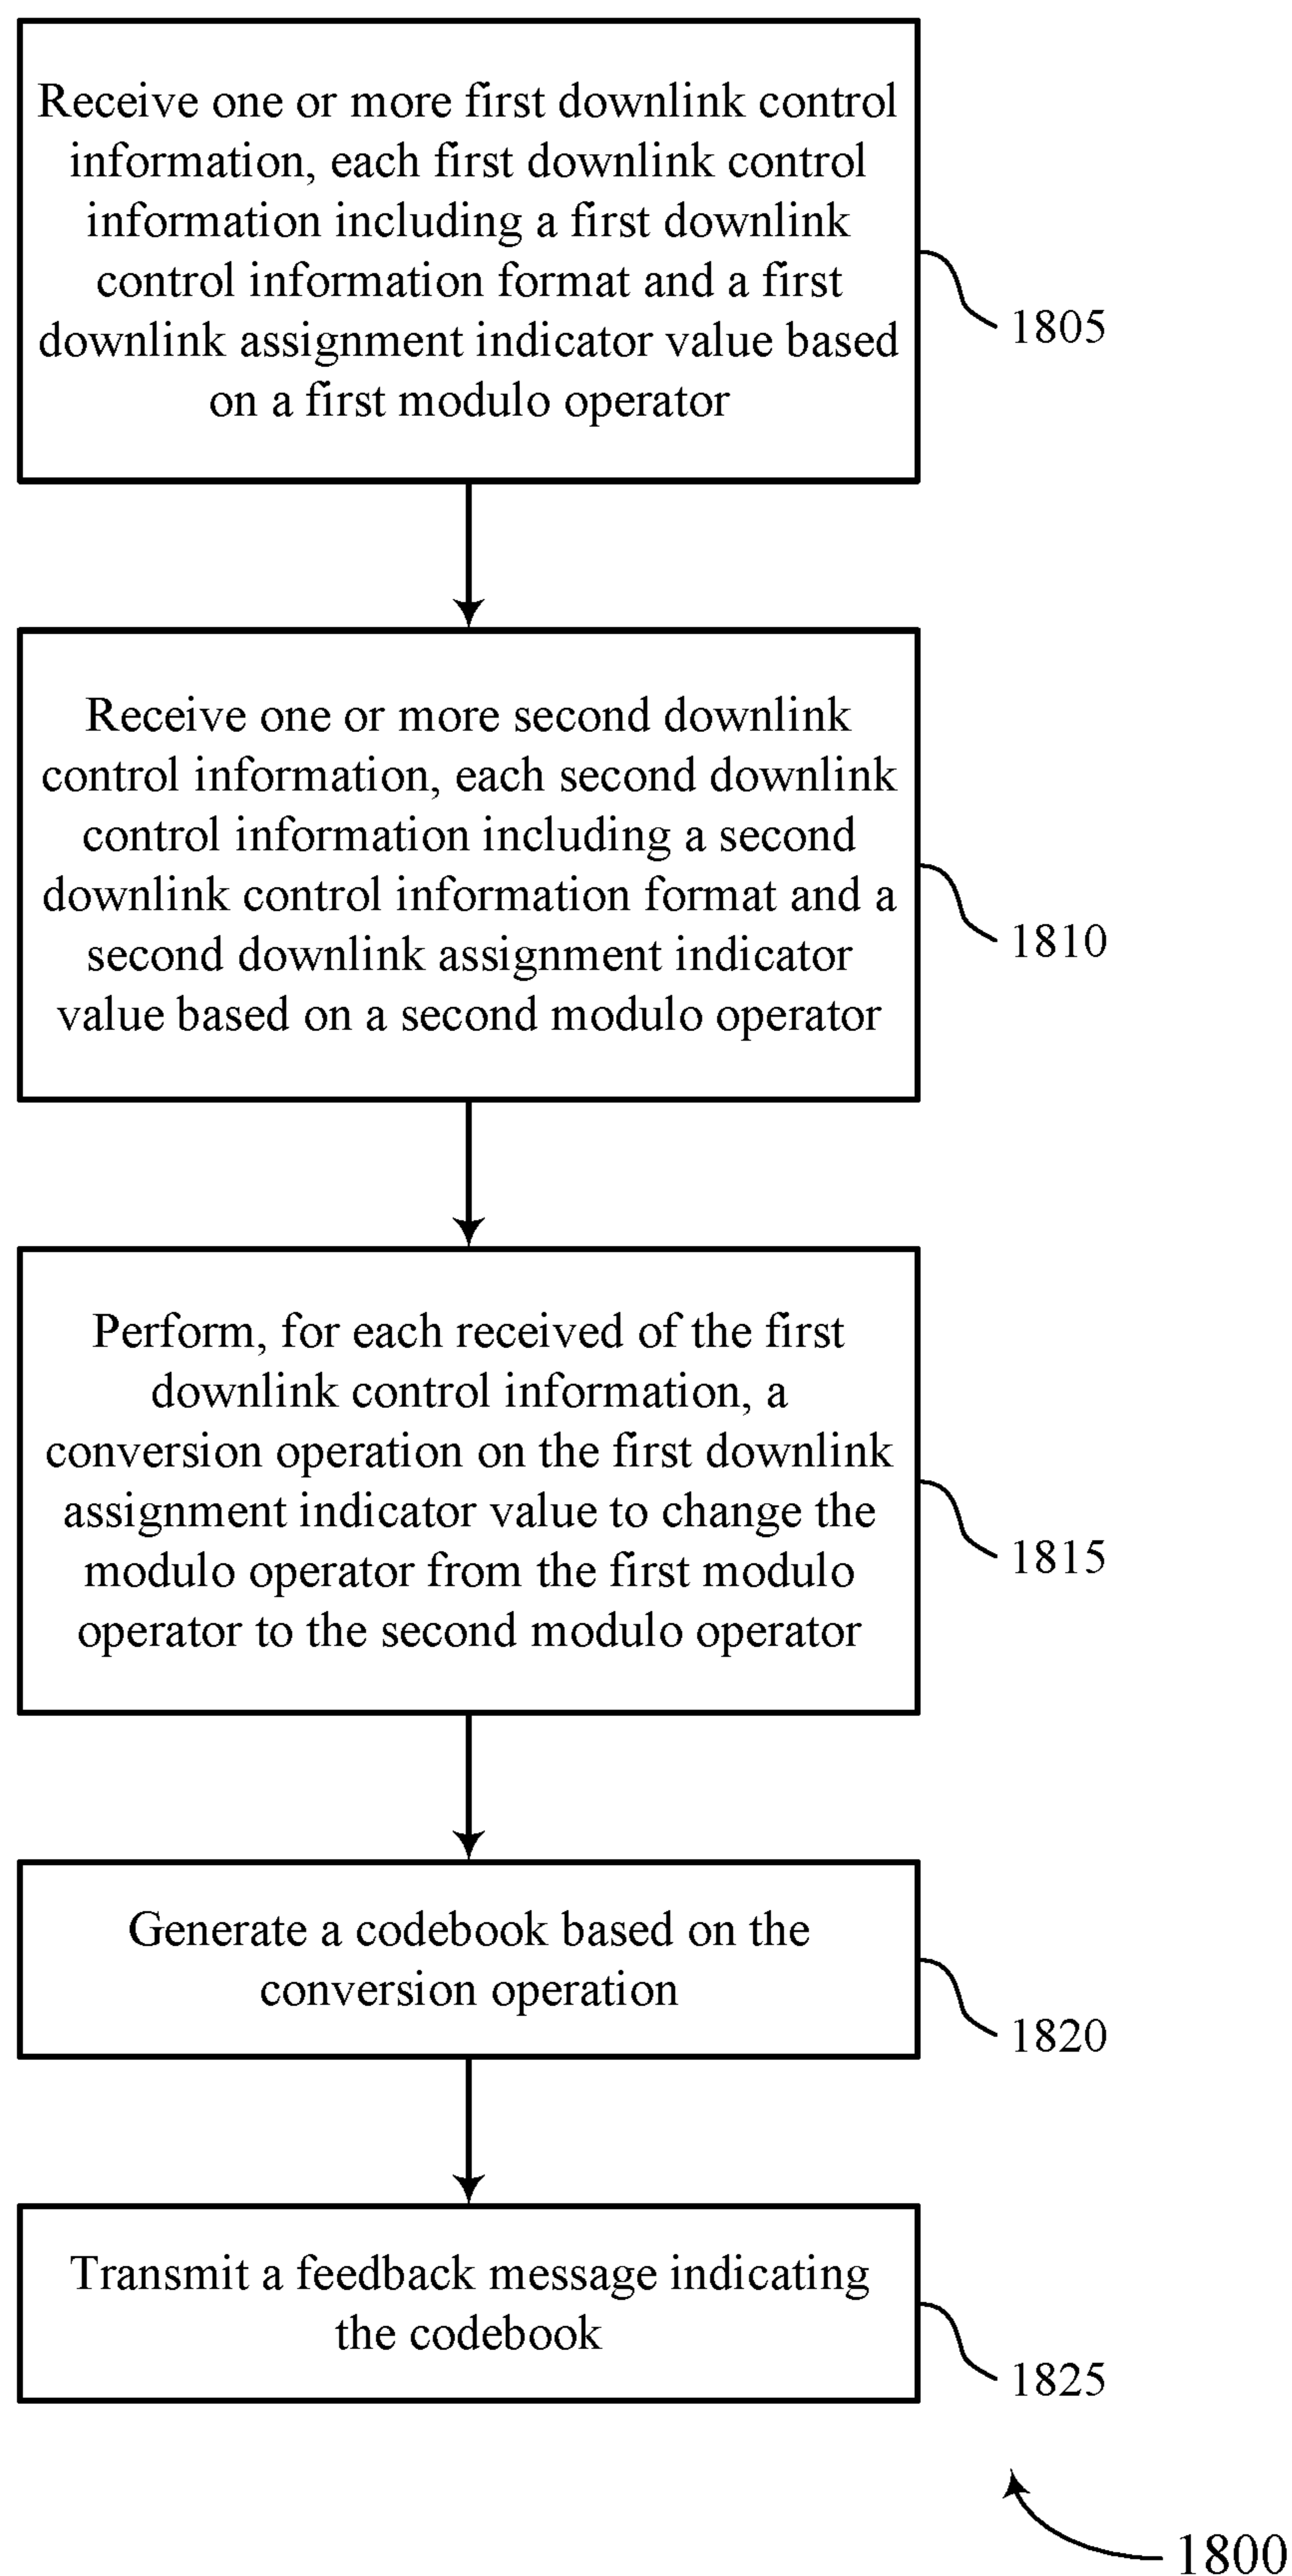 Receive one or more first downlink control
information, each first downlink control
information including a first downlink
control information format and a first
downlink assignment indicator value based
on a first modulo operator
1805
Receive one or more second downlink
control information, each second downlink
control information including a second
downlink control information format and a
second downlink assignment indicator
value based on a second modulo operator
1810
Perform, for each received of the first
downlink control information, a
conversion operation on the first downlink
assignment indicator value to change the
modulo operator from the first modulo
operator to the second modulo operator
1815
Generate a codebook based on the
conversion operation
1820
Transmit a feedback message indicating
the codebook
1825
1800